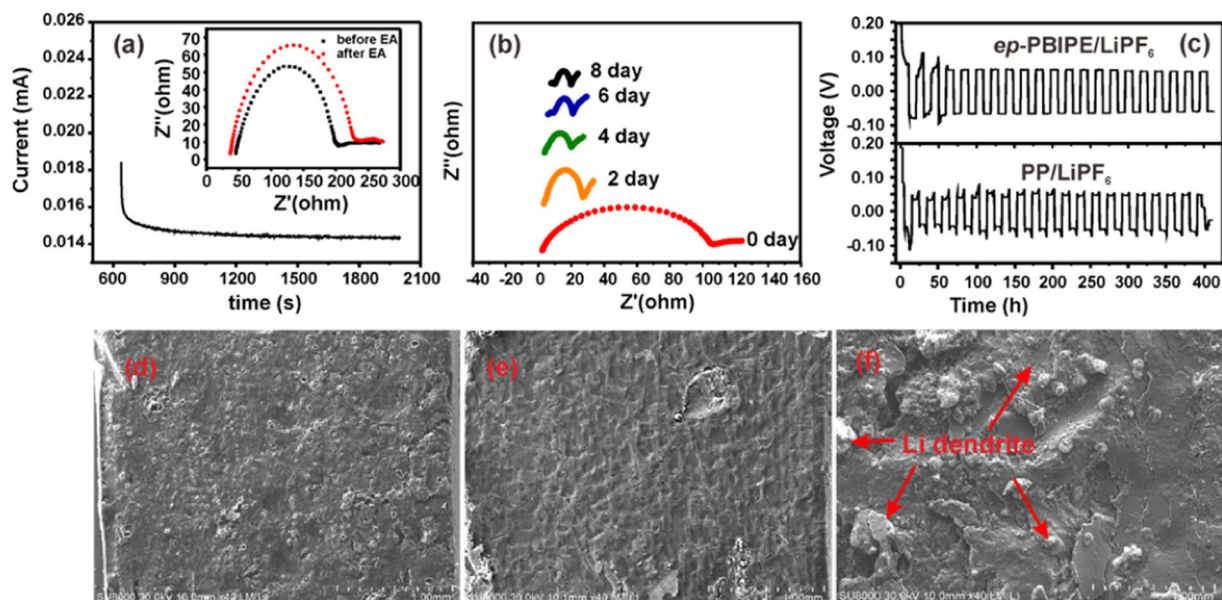 (a)
Current (mA)
0.026
0.024
0.022
0.020
0.018
0.016
0.014
600 900 1200 1500 1800 2100
time (s)
Z''(ohm)
70
60
50
40
30
20
10
0
0 50 100 150 200 250 300
Z'(ohm)
before EA
after EA
(b)
Z''(ohm)
8 day
6 day
4 day
2 day
0 day
-40 -20 0 20 40 60 80 100 120 140 160
Z'(ohm)
(c)
Voltage (V)
ep-PBIPE/LiPF6
0.10
0.00
-0.10
PP/LiPF6
0.10
0.00
-0.10
0 50 100 150 200 250 300 350 400
Time (h)
(d)
(e)
(f)
Li dendrite